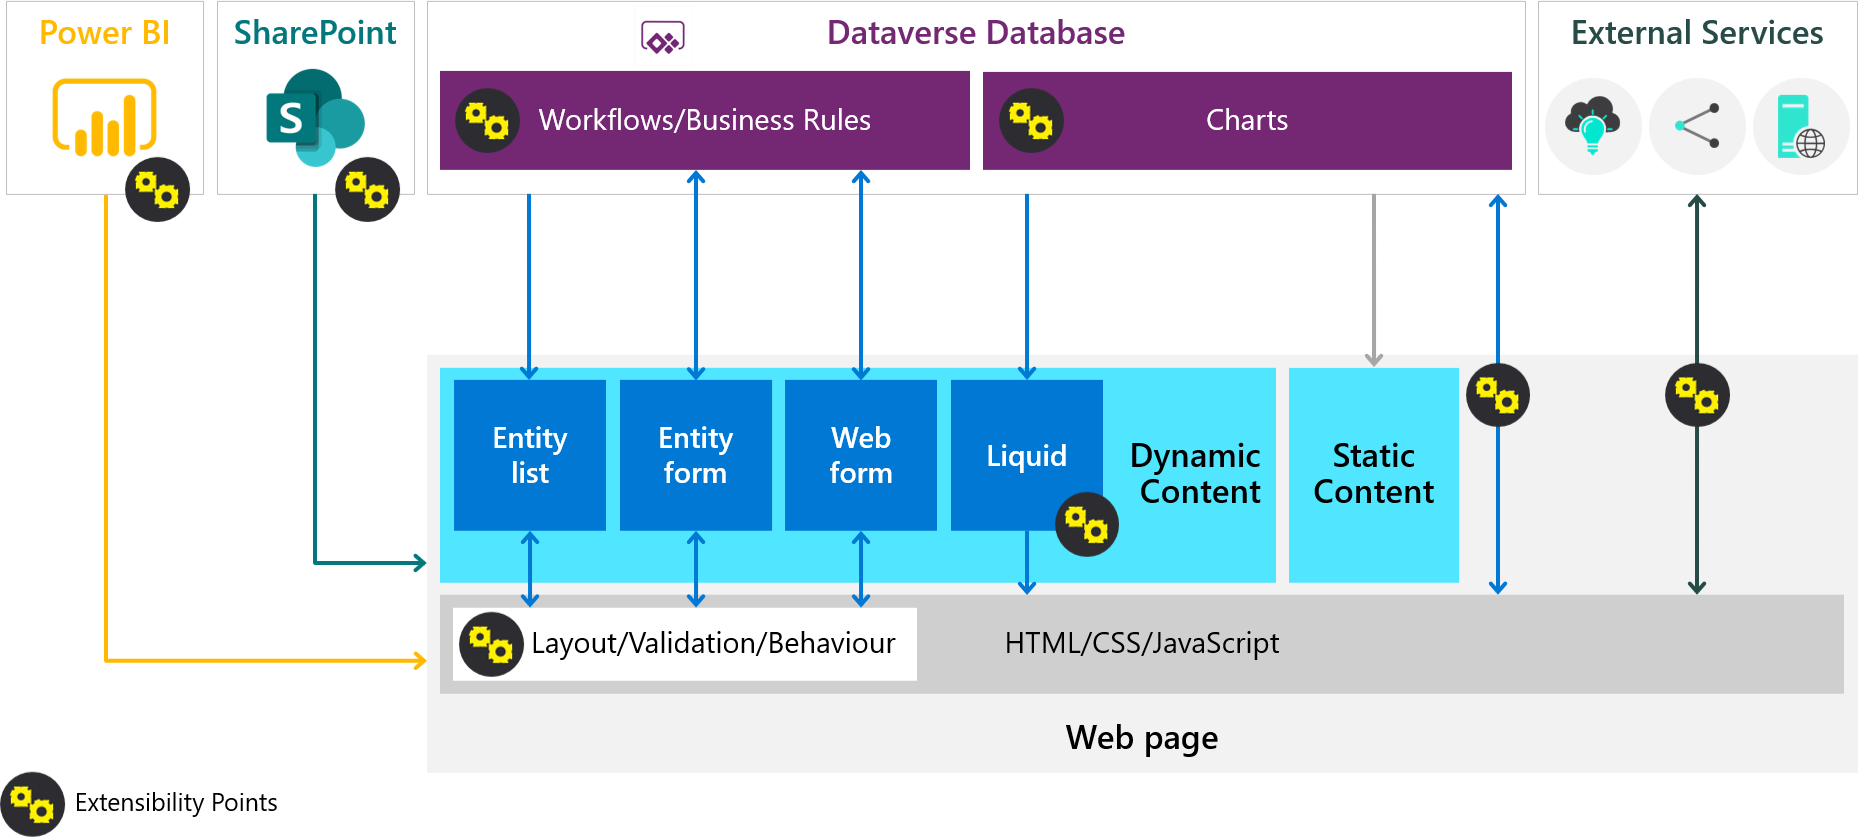 Power BI
SharePoint
S
Dataverse Database
External Services
Workflows/Business Rules
Charts
Entity
list
Entity
form
Web
form
Liquid
Dynamic
Content
Static
Content
Layout/Validation/Behaviour
HTML/CSS/JavaScript
Web page
Extensibility Points